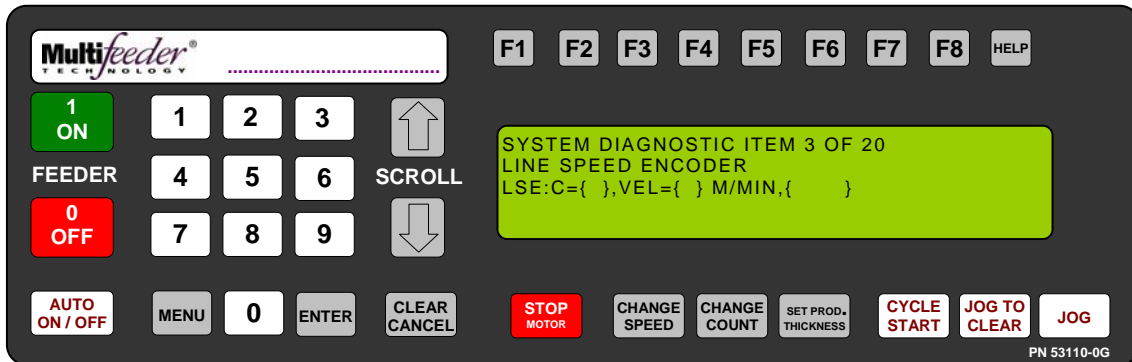 Multifeeder®
TECHNOLOGY
F1 F2 F3 F4 F5 F6 F7 F8 HELP
1
ON
FEEDER
0
OFF
1 2 3
4 5 6
7 8 9
SCROLL
SYSTEM DIAGNOSTIC ITEM 3 OF 20
LINE SPEED ENCODER
LSE:C={ },VEL={ } M/MIN,{ }
AUTO
ON / OFF
MENU
0
ENTER
CLEAR
CANCEL
STOP
MOTOR
CHANGE
SPEED
CHANGE
COUNT
SET PROD.
THICKNESS
CYCLE
START
JOG TO
CLEAR
JOG
PN 53110-0G